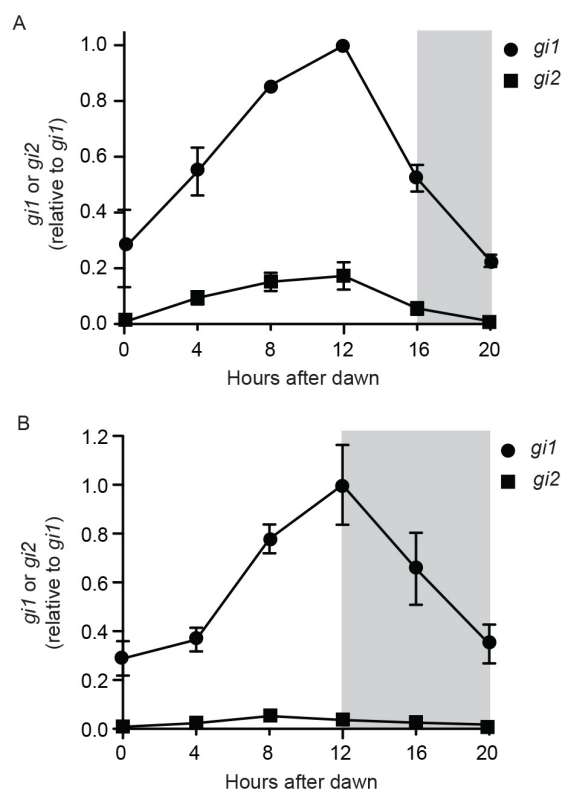 A
gi1 or gi2
(relative to gi1)
1.0
0.8
0.6
0.4
0.2
0.0
0 4 8 12 16 20
Hours after dawn
gi1
gi2
B
gi1 or gi2
(relative to gi1)
1.2
1.0
0.8
0.6
0.4
0.2
0.0
0 4 8 12 16 20
Hours after dawn
gi1
gi2